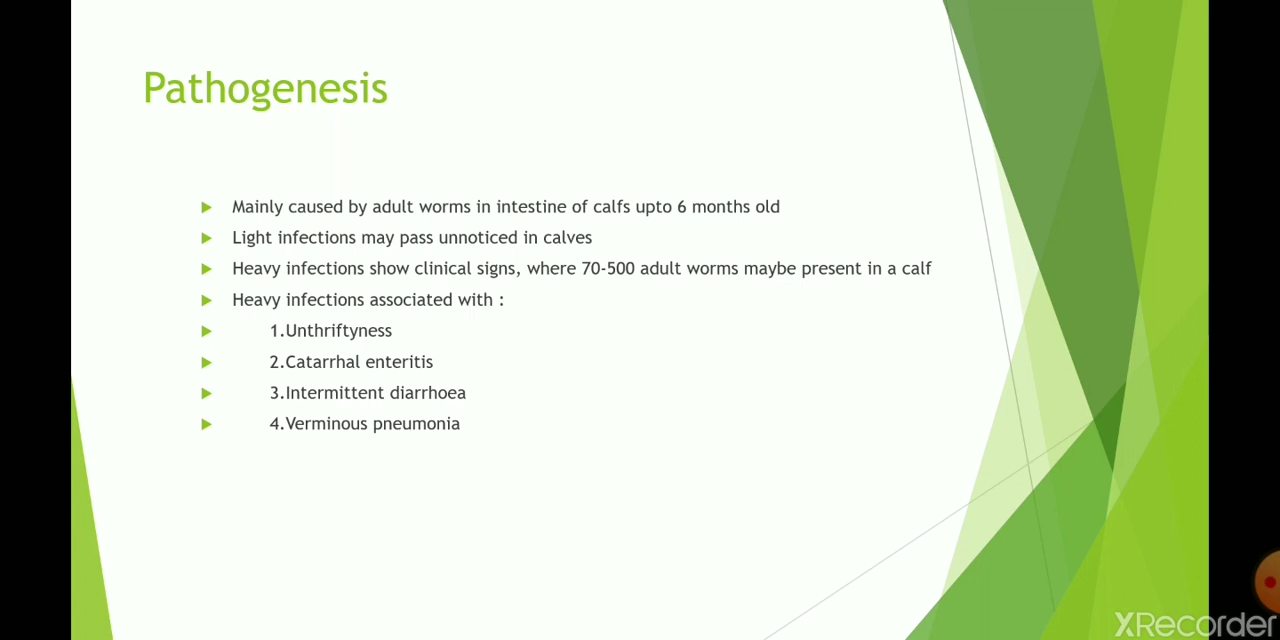 Pathogenesis
Mainly caused by adult worms in intestine of calfs upto 6 months old
Light infections may pass unnoticed in calves
Heavy infections show clinical signs, where 70-500 adult worms maybe present in a calf
Heavy infections associated with :
1.Unthriftyness
2.Catarrhal enteritis
3.Intermittent diarrhoea
4.Verminous pneumonia
XRecorder